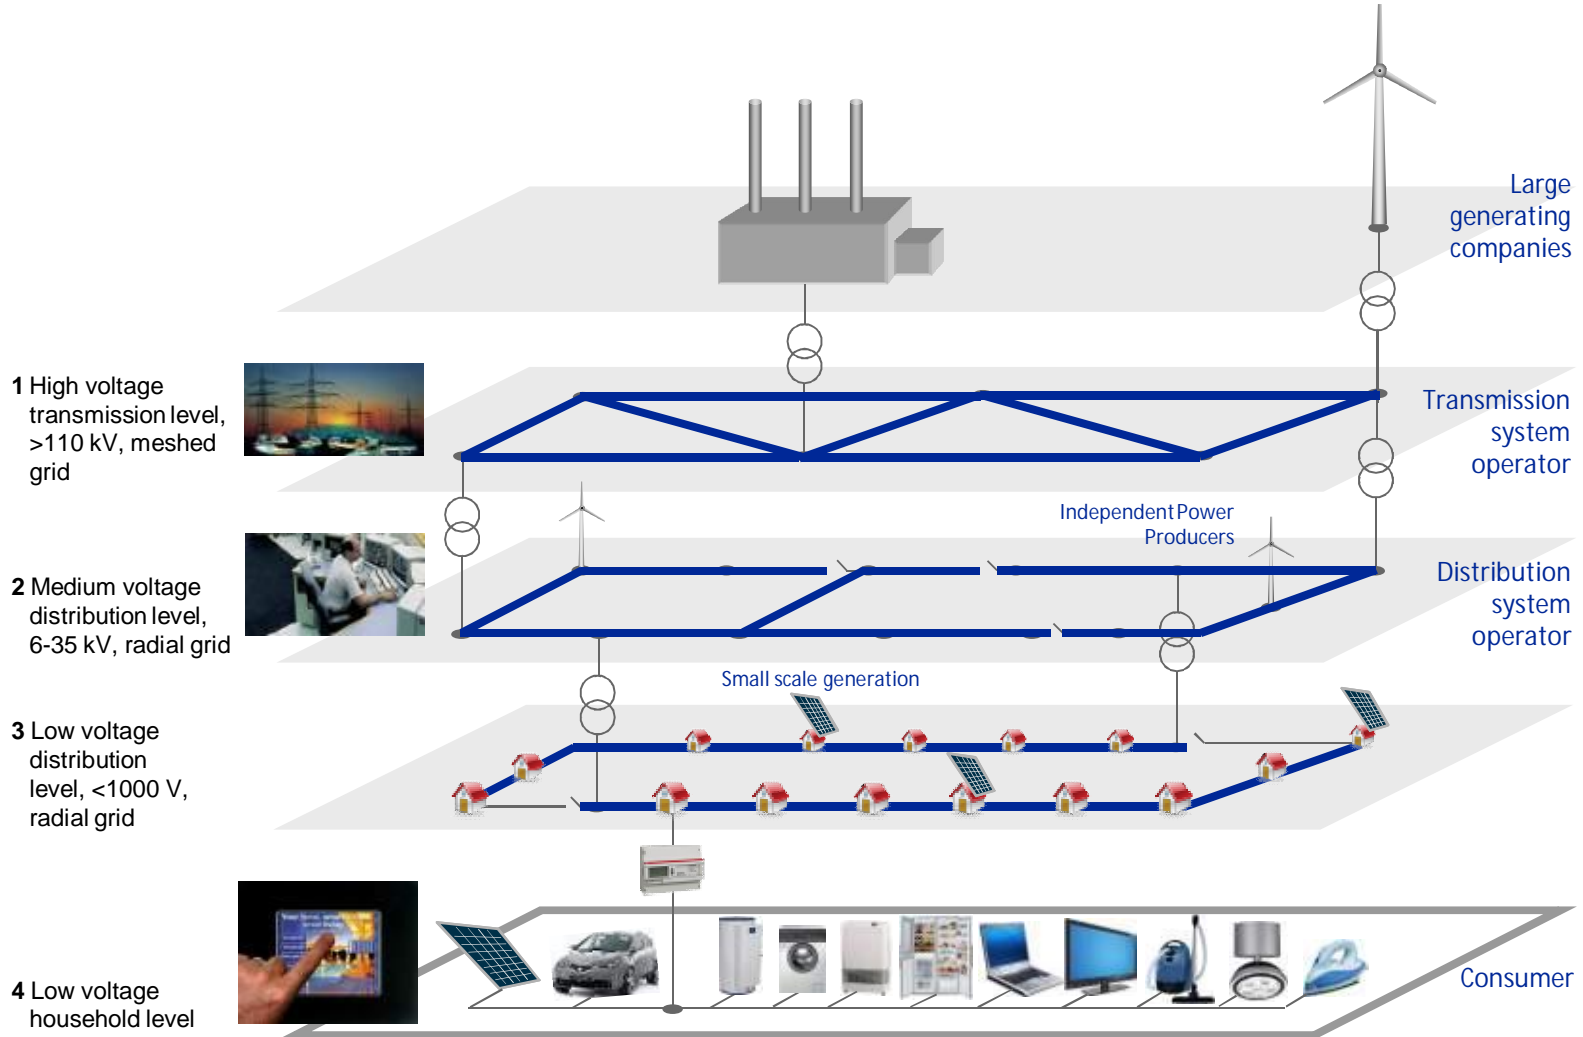 Large
generating
companies
1 High voltage
transmission level,
>110 kV, meshed
grid
Transmission
system
operator
Independent Power
Producers
2 Medium voltage
distribution level,
6-35 kV, radial grid
Distribution
system
operator
Small scale generation
3 Low voltage
distribution
level, <1000 V,
radial grid
4 Low voltage
household level
Consumer